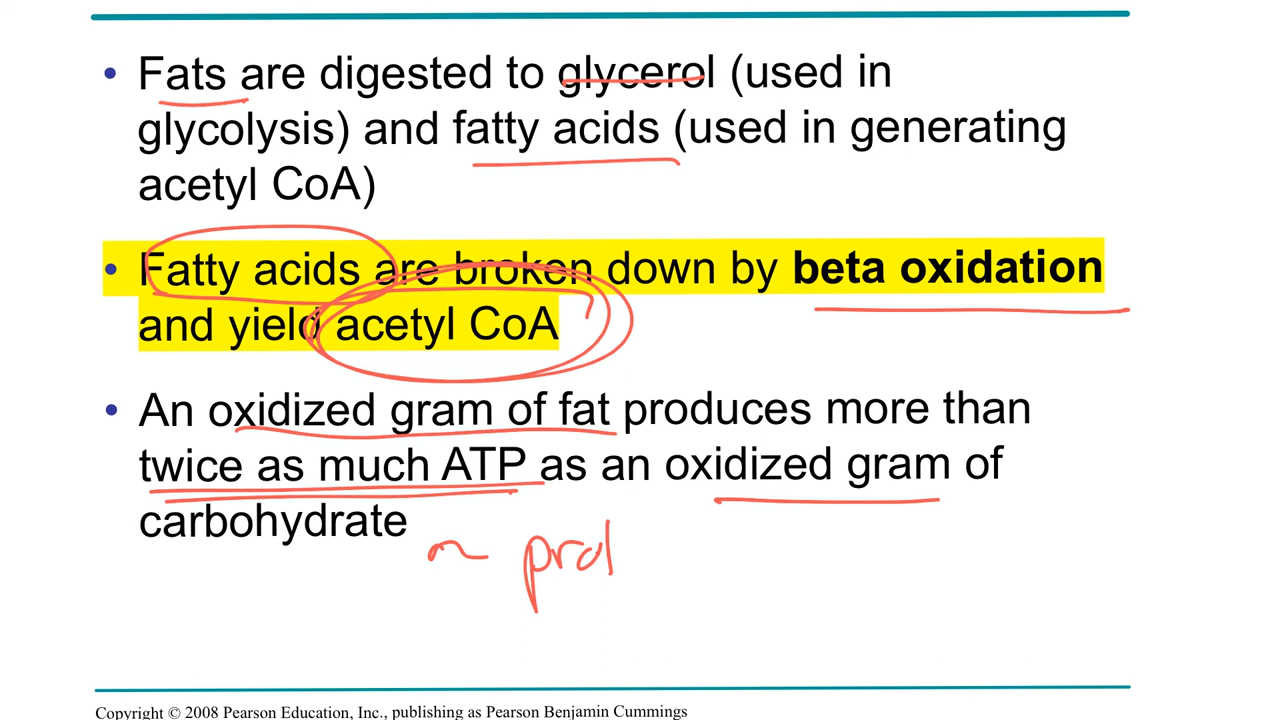 • Fats are digested to glycerol (used in
glycolysis) and fatty acids (used in generating
acetyl CoA)
• Fatty acids are broken down by beta oxidation
and yield acetyl CoA
• An oxidized gram of fat produces more than
twice as much ATP as an oxidized gram of
carbohydrate
~
Copyright © 2008 Pearson Education, Inc., publishing as Pearson Benjamin Cummings